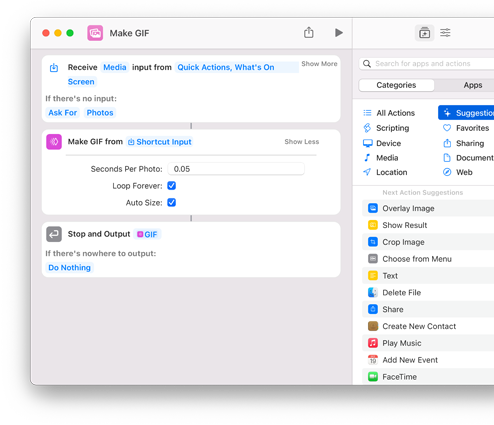 Make GIF
Receive Media input from Quick Actions, What's On Show More
Screen
If there's no input:
Ask For Photos
Make GIF from Shortcut Input Show Less
Seconds Per Photo: 0.05
Loop Forever:
Auto Size:
Stop and Output GIF
If there's nowhere to output:
Do Nothing
Search for apps and actions
Categories Apps
All Actions Suggestion
Scripting Favorites
Device Sharing
Media Document
Location Web
Next Action Suggestions
Overlay Image
Show Result
Crop Image
Choose from Menu
Text
Delete File
Share
Create New Contact
Play Music
10
Add New Event
FaceTime